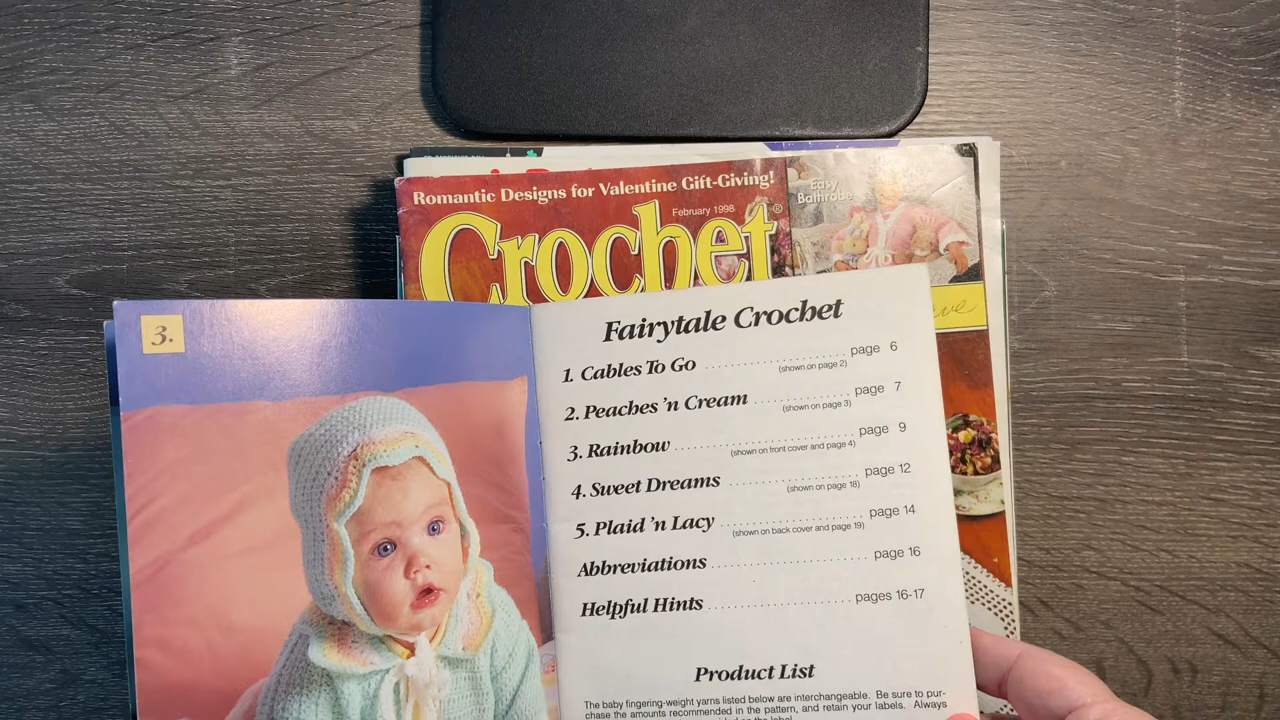 Romantic Designs for Valentine Gift-Giving!
February 1998
Crochet®
Easy
Bathrobe
3.
Fairytale Crochet
1. Cables To Go ................ page 6
(shown on page 2)
2. Peaches 'n Cream ............ page 7
(shown on page 3)
3. Rainbow ..................... page 9
(shown on front cover and page 4)
4. Sweet Dreams ................ page 12
(shown on page 18)
5. Plaid 'n Lacy ............... page 14
(shown on back cover and page 19)
Abbreviations .................. page 16
Helpful Hints .................. pages 16-17
Product List
The baby fingering-weight yarns listed below are interchangeable. Be sure to pur-
chase the amounts recommended in the pattern, and retain your labels. Always